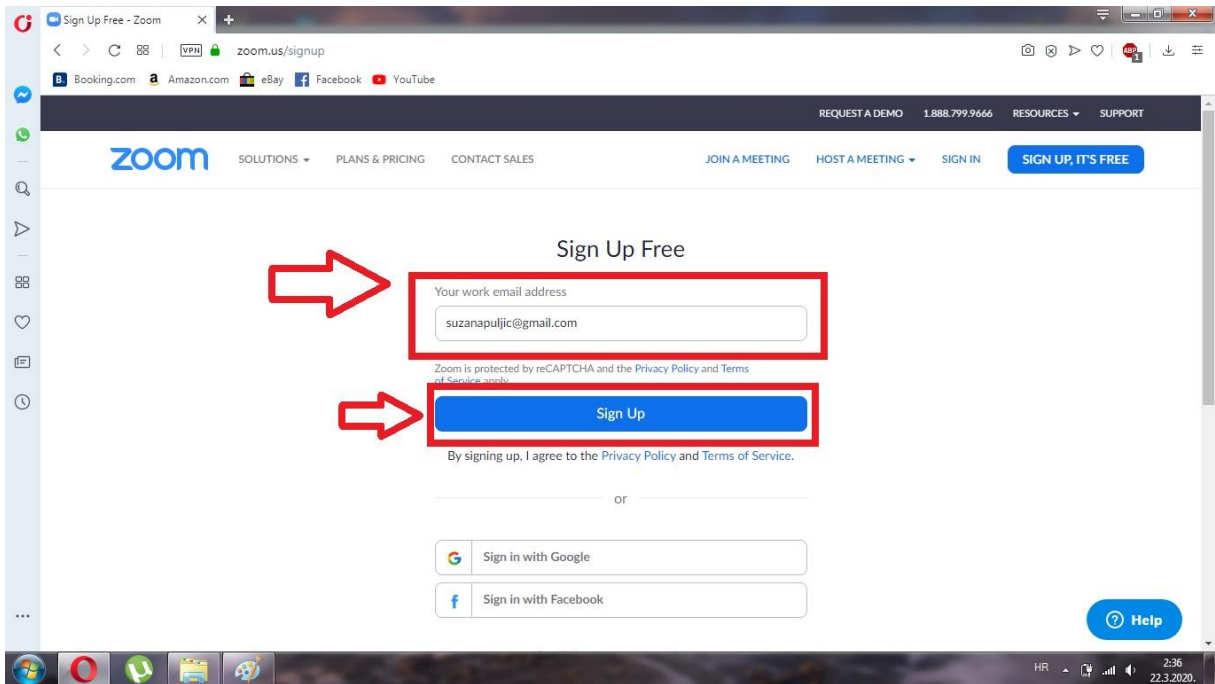 Sign Up Free - Zoom
VPN zoom.us/signup ABP 1
B. Booking.com a Amazon.com eBay Facebook YouTube
REQUEST A DEMO 1.888.799.9666 RESOURCES SUPPORT
zoom SOLUTIONS PLANS & PRICING CONTACT SALES JOIN A MEETING HOST A MEETING SIGN IN SIGN UP, IT'S FREE
Sign Up Free
Your work email address
suzanapuljic@gmail.com
Zoom is protected by reCAPTCHA and the Privacy Policy and Terms
of Service apply
Sign Up
By signing up, I agree to the Privacy Policy and Terms of Service.
or
G Sign in with Google
f Sign in with Facebook
? Help
HR 2:36
22.3.2020.